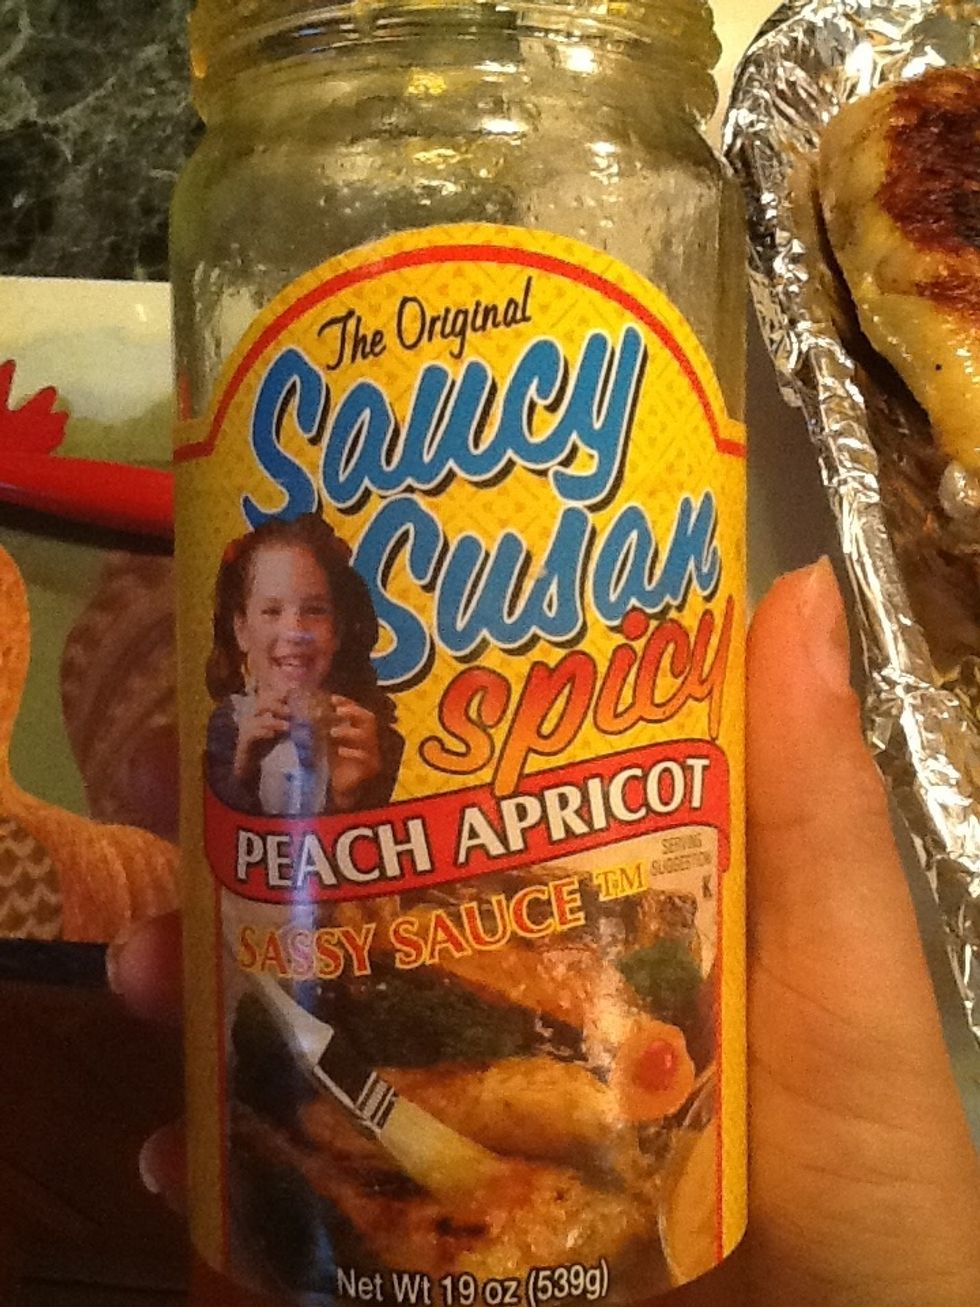 The Original
Saucy
Susan
spicy
PEACH APRICOT
SERVING
SUGGESTION
K
SASSY SAUCE TM
Net Wt 19 oz (539g)